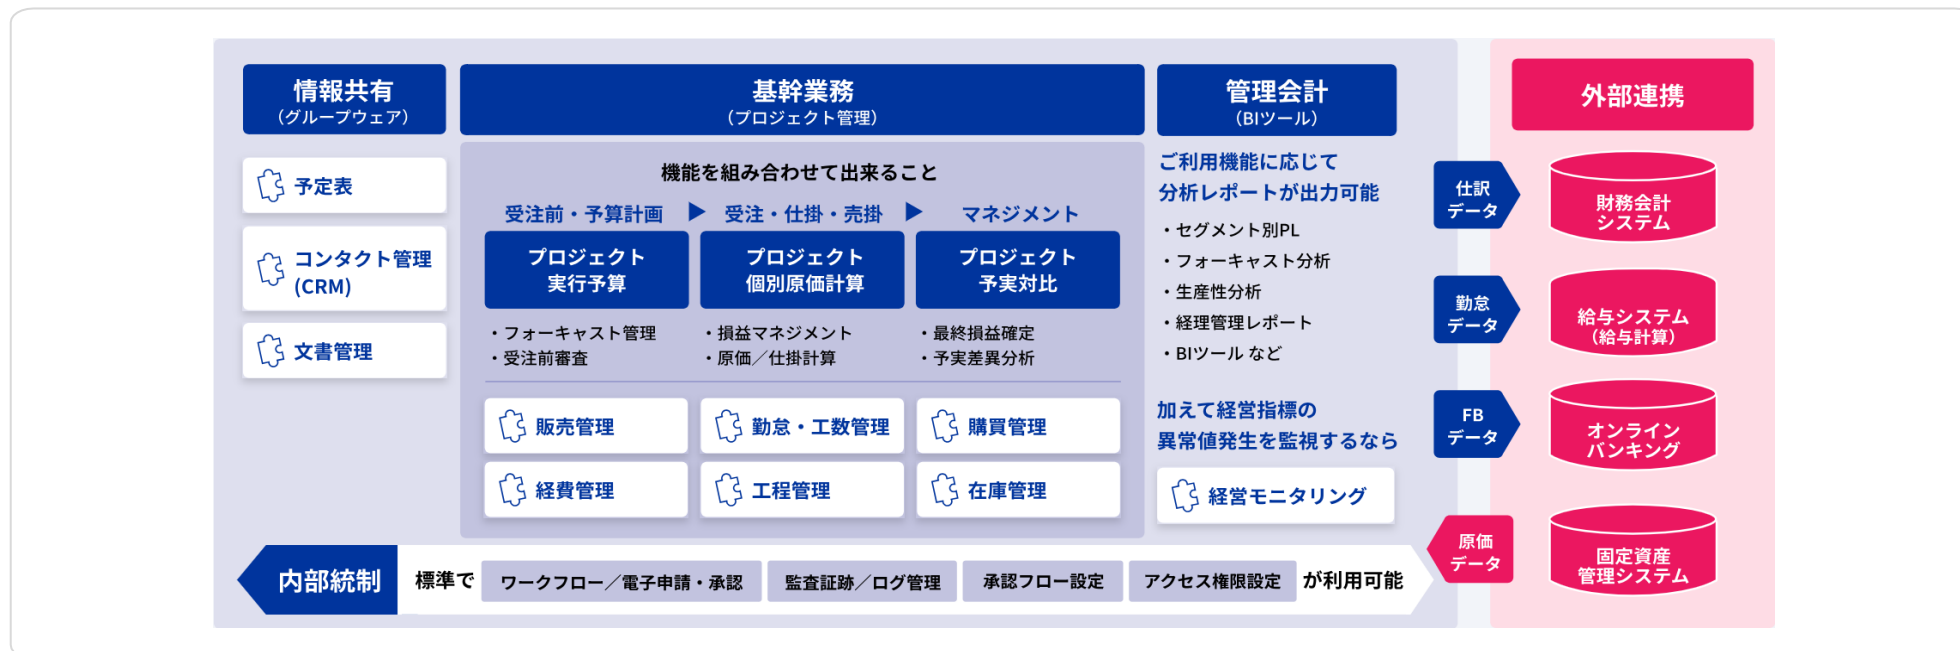 情報共有
（グループウェア）
予定表
コンタクト管理
(CRM)
文書管理
基幹業務
（プロジェクト管理）
機能を組み合わせて出来ること
受注前・予算計画
受注・仕掛・売掛
マネジメント
プロジェクト
実行予算
プロジェクト
個別原価計算
プロジェクト
予実対比
・フォーキャスト管理
・受注前審査
・損益マネジメント
・原価／仕掛計算
・最終損益確定
・予実差異分析
販売管理
勤怠・工数管理
購買管理
経費管理
工程管理
在庫管理
管理会計
（BIツール）
ご利用機能に応じて
分析レポートが出力可能
・セグメント別PL
・フォーキャスト分析
・生産性分析
・経理管理レポート
・BIツール など
加えて経営指標の
異常値発生を監視するなら
経営モニタリング
内部統制
標準で
ワークフロー／電子申請・承認
監査証跡／ログ管理
承認フロー設定
アクセス権限設定
が利用可能
外部連携
仕訳
データ
財務会計
システム
勤怠
データ
給与システム
（給与計算）
FB
データ
オンライン
バンキング
原価
データ
固定資産
管理システム